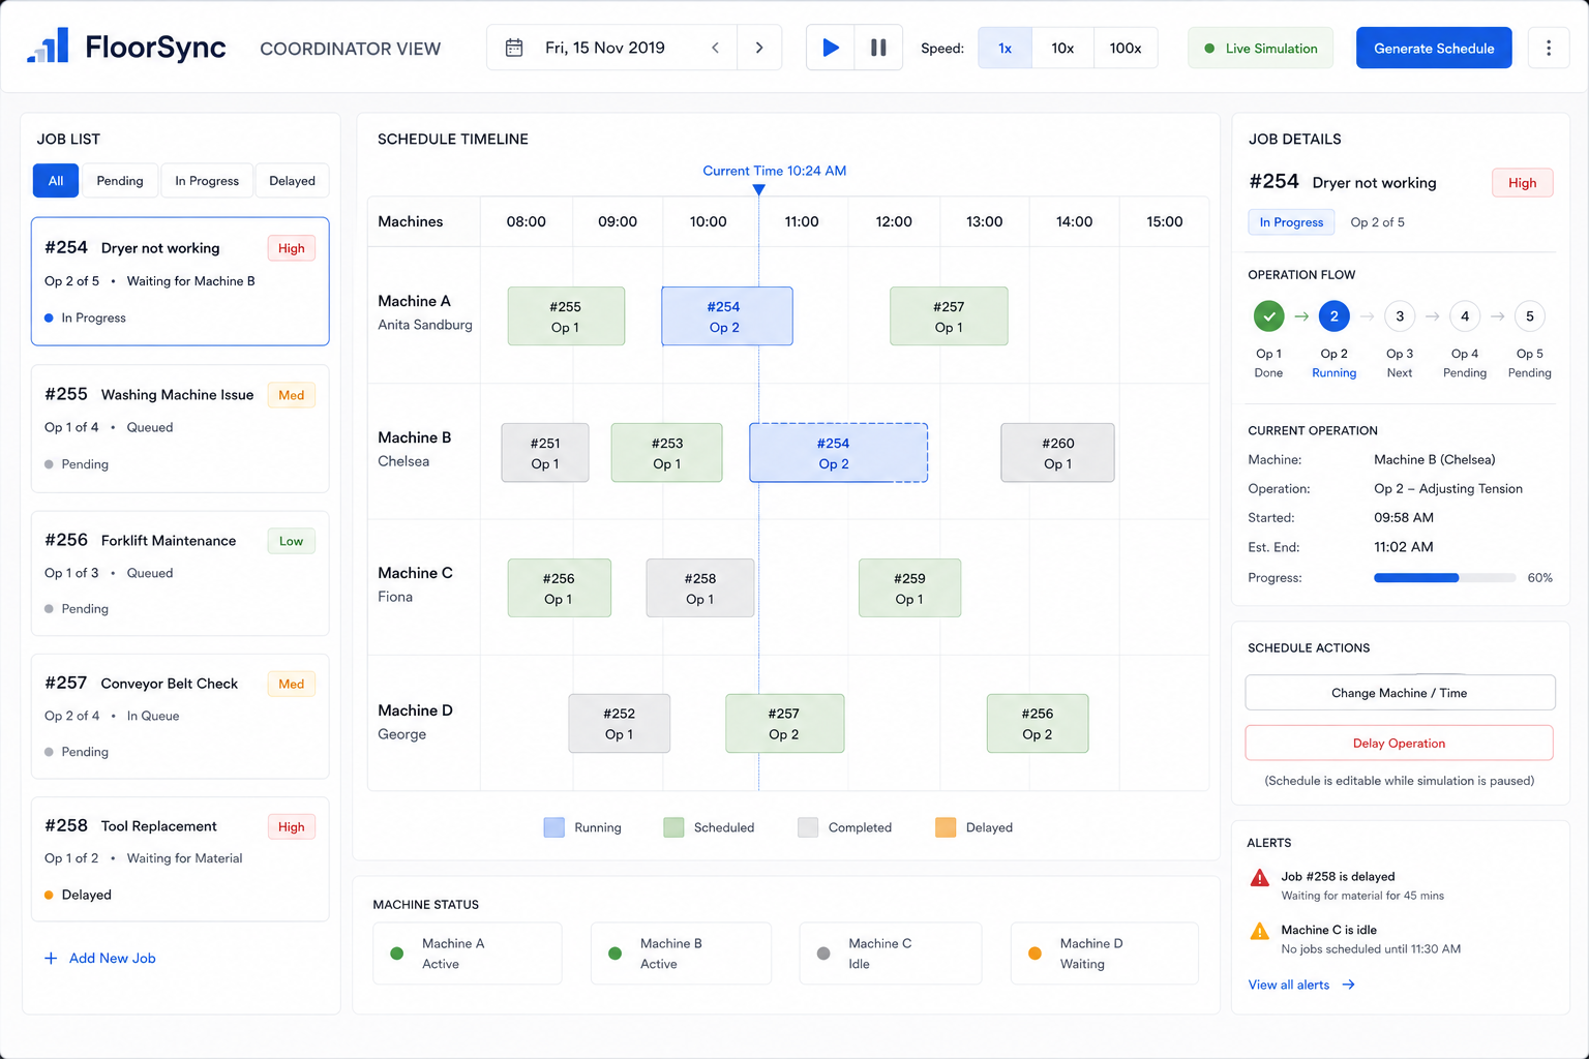 FloorSync
COORDINATOR VIEW
Fri, 15 Nov 2019
Speed:
1x
10x
100x
Live Simulation
Generate Schedule
JOB LIST
All
Pending
In Progress
Delayed
#254 Dryer not working
High
Op 2 of 5 • Waiting for Machine B
In Progress
#255 Washing Machine Issue
Med
Op 1 of 4 • Queued
Pending
#256 Forklift Maintenance
Low
Op 1 of 3 • Queued
Pending
#257 Conveyor Belt Check
Med
Op 2 of 4 • In Queue
Pending
#258 Tool Replacement
High
Op 1 of 2 • Waiting for Material
Delayed
+ Add New Job
SCHEDULE TIMELINE
Current Time 10:24 AM
Machines
08:00
09:00
10:00
11:00
12:00
13:00
14:00
15:00
Machine A
Anita Sandburg
#255
Op 1
#254
Op 2
#257
Op 1
Machine B
Chelsea
#251
Op 1
#253
Op 1
#254
Op 2
#260
Op 1
Machine C
Fiona
#256
Op 1
#258
Op 1
#259
Op 1
Machine D
George
#252
Op 1
#257
Op 2
#256
Op 2
Running
Scheduled
Completed
Delayed
MACHINE STATUS
Machine A
Active
Machine B
Active
Machine C
Idle
Machine D
Waiting
JOB DETAILS
#254 Dryer not working
High
In Progress
Op 2 of 5
OPERATION FLOW
2
3
4
5
Op 1
Done
Op 2
Running
Op 3
Next
Op 4
Pending
Op 5
Pending
CURRENT OPERATION
Machine: Machine B (Chelsea)
Operation: Op 2 – Adjusting Tension
Started: 09:58 AM
Est. End: 11:02 AM
Progress: 60%
SCHEDULE ACTIONS
Change Machine / Time
Delay Operation
(Schedule is editable while simulation is paused)
ALERTS
Job #258 is delayed
Waiting for material for 45 mins
Machine C is idle
No jobs scheduled until 11:30 AM
View all alerts →